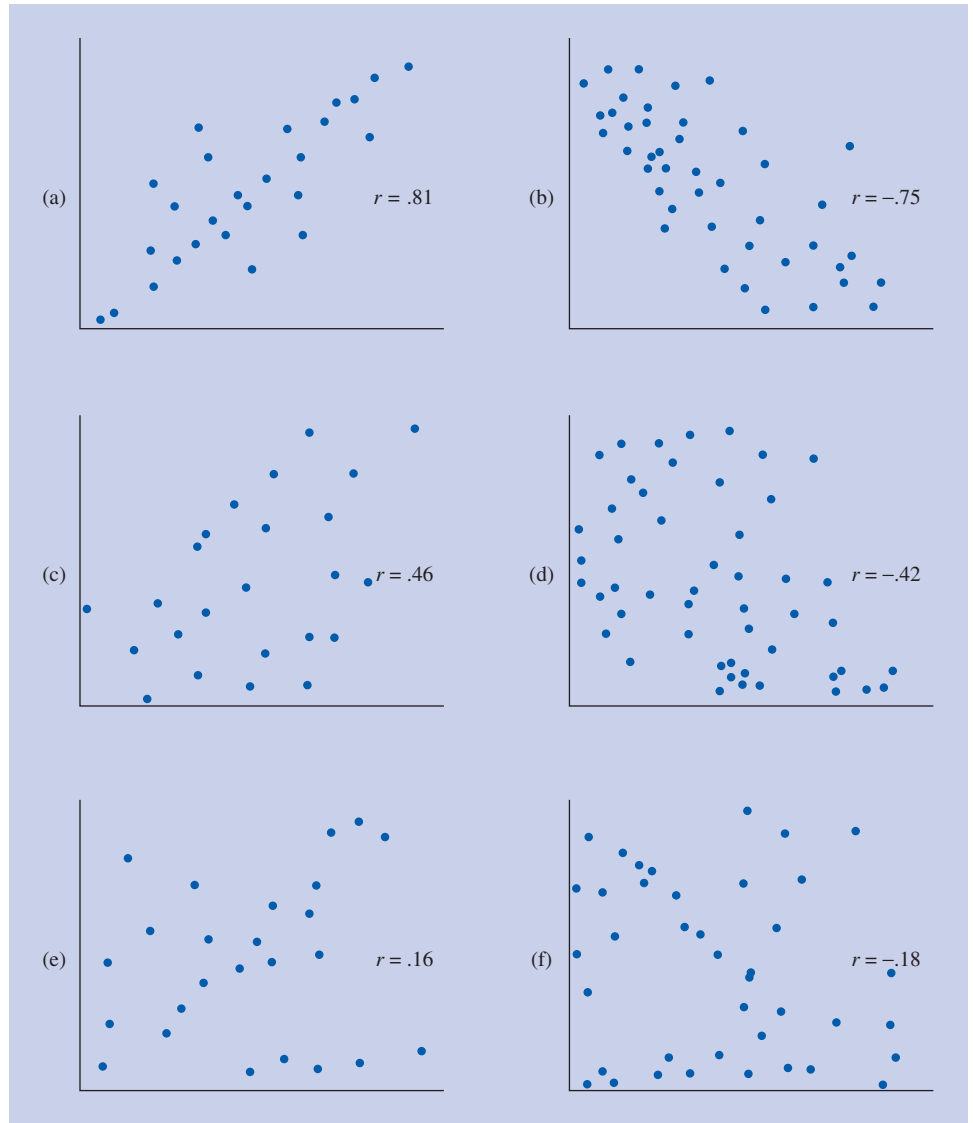 (a)
r = .81
(b)
r = −.75
(c)
r = .46
(d)
r = −.42
(e)
r = .16
(f)
r = −.18